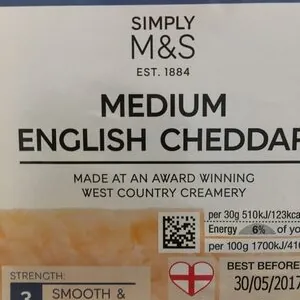 SIMPLY
M&S
EST. 1884
MEDIUM
ENGLISH CHEDDAR
MADE AT AN AWARD WINNING
WEST COUNTRY CREAMERY
per 30g 510kJ/123kca
Energy 6% of yo
per 100g 1700kJ/410
BEST BEFORE
30/05/2017
STRENGTH:
3 SMOOTH &